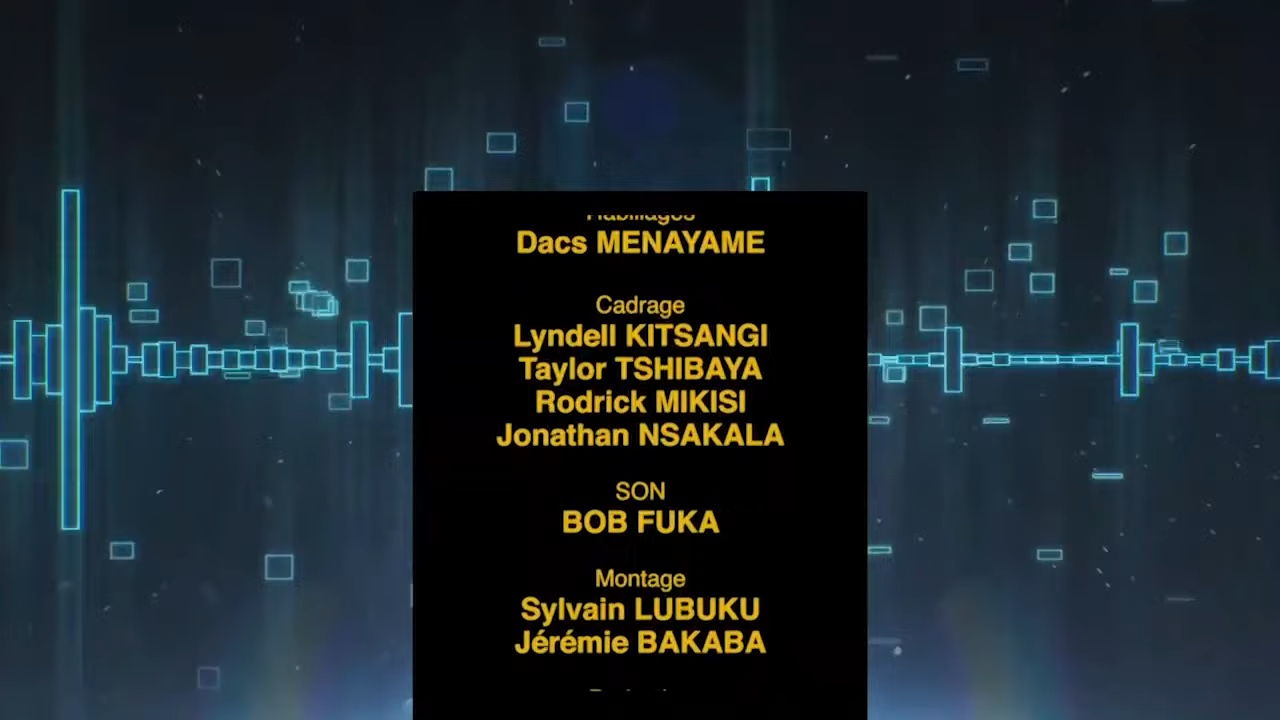 Habillages
Dacs MENAYAME
Cadrage
Lyndell KITSANGI
Taylor TSHIBAYA
Rodrick MIKISI
Jonathan NSAKALA
SON
BOB FUKA
Montage
Sylvain LUBUKU
Jérémie BAKABA